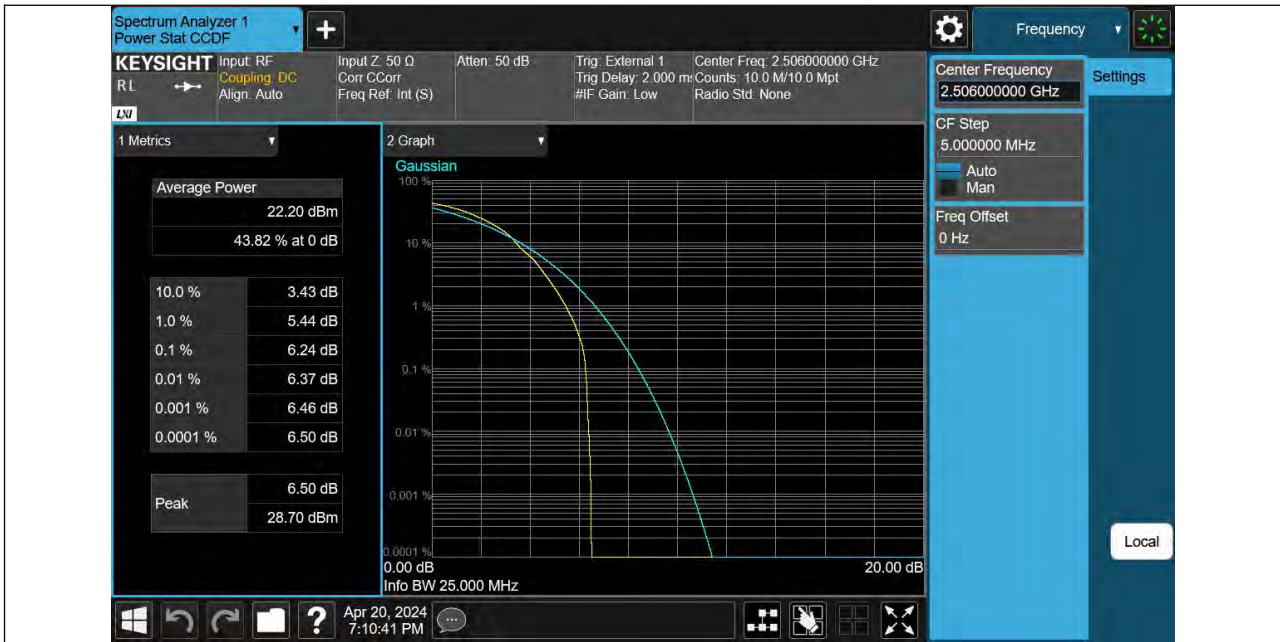 Spectrum Analyzer 1
Power Stat CCDF
Frequency
KEYSIGHT
RL
LXI
Input: RF
Coupling: DC
Align: Auto
Input Z: 50 Ω
Corr CCorr
Freq Ref: Int (S)
Atten: 50 dB
Trig: External 1
Trig Delay: 2.000 ms
#IF Gain: Low
Center Freq: 2.506000000 GHz
Counts: 10.0 M/10.0 Mpt
Radio Std: None
Center Frequency
2.506000000 GHz
Settings
CF Step
5.000000 MHz
Auto
Man
Freq Offset
0 Hz
1 Metrics
Average Power
22.20 dBm
43.82 % at 0 dB
10.0 % 3.43 dB
1.0 % 5.44 dB
0.1 % 6.24 dB
0.01 % 6.37 dB
0.001 % 6.46 dB
0.0001 % 6.50 dB
Peak
6.50 dB
28.70 dBm
2 Graph
Gaussian
100 %
10 %
1 %
0.1 %
0.01 %
0.001 %
0.0001 %
0.00 dB 20.00 dB
Info BW 25.000 MHz
Local
Apr 20, 2024
7:10:41 PM